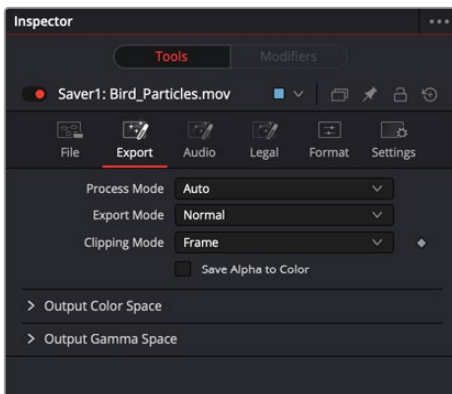 Inspector
Tools Modifiers
Saver1: Bird_Particles.mov
File Export Audio Legal Format Settings
Process Mode Auto
Export Mode Normal
Clipping Mode Frame
Save Alpha to Color
Output Color Space
Output Gamma Space